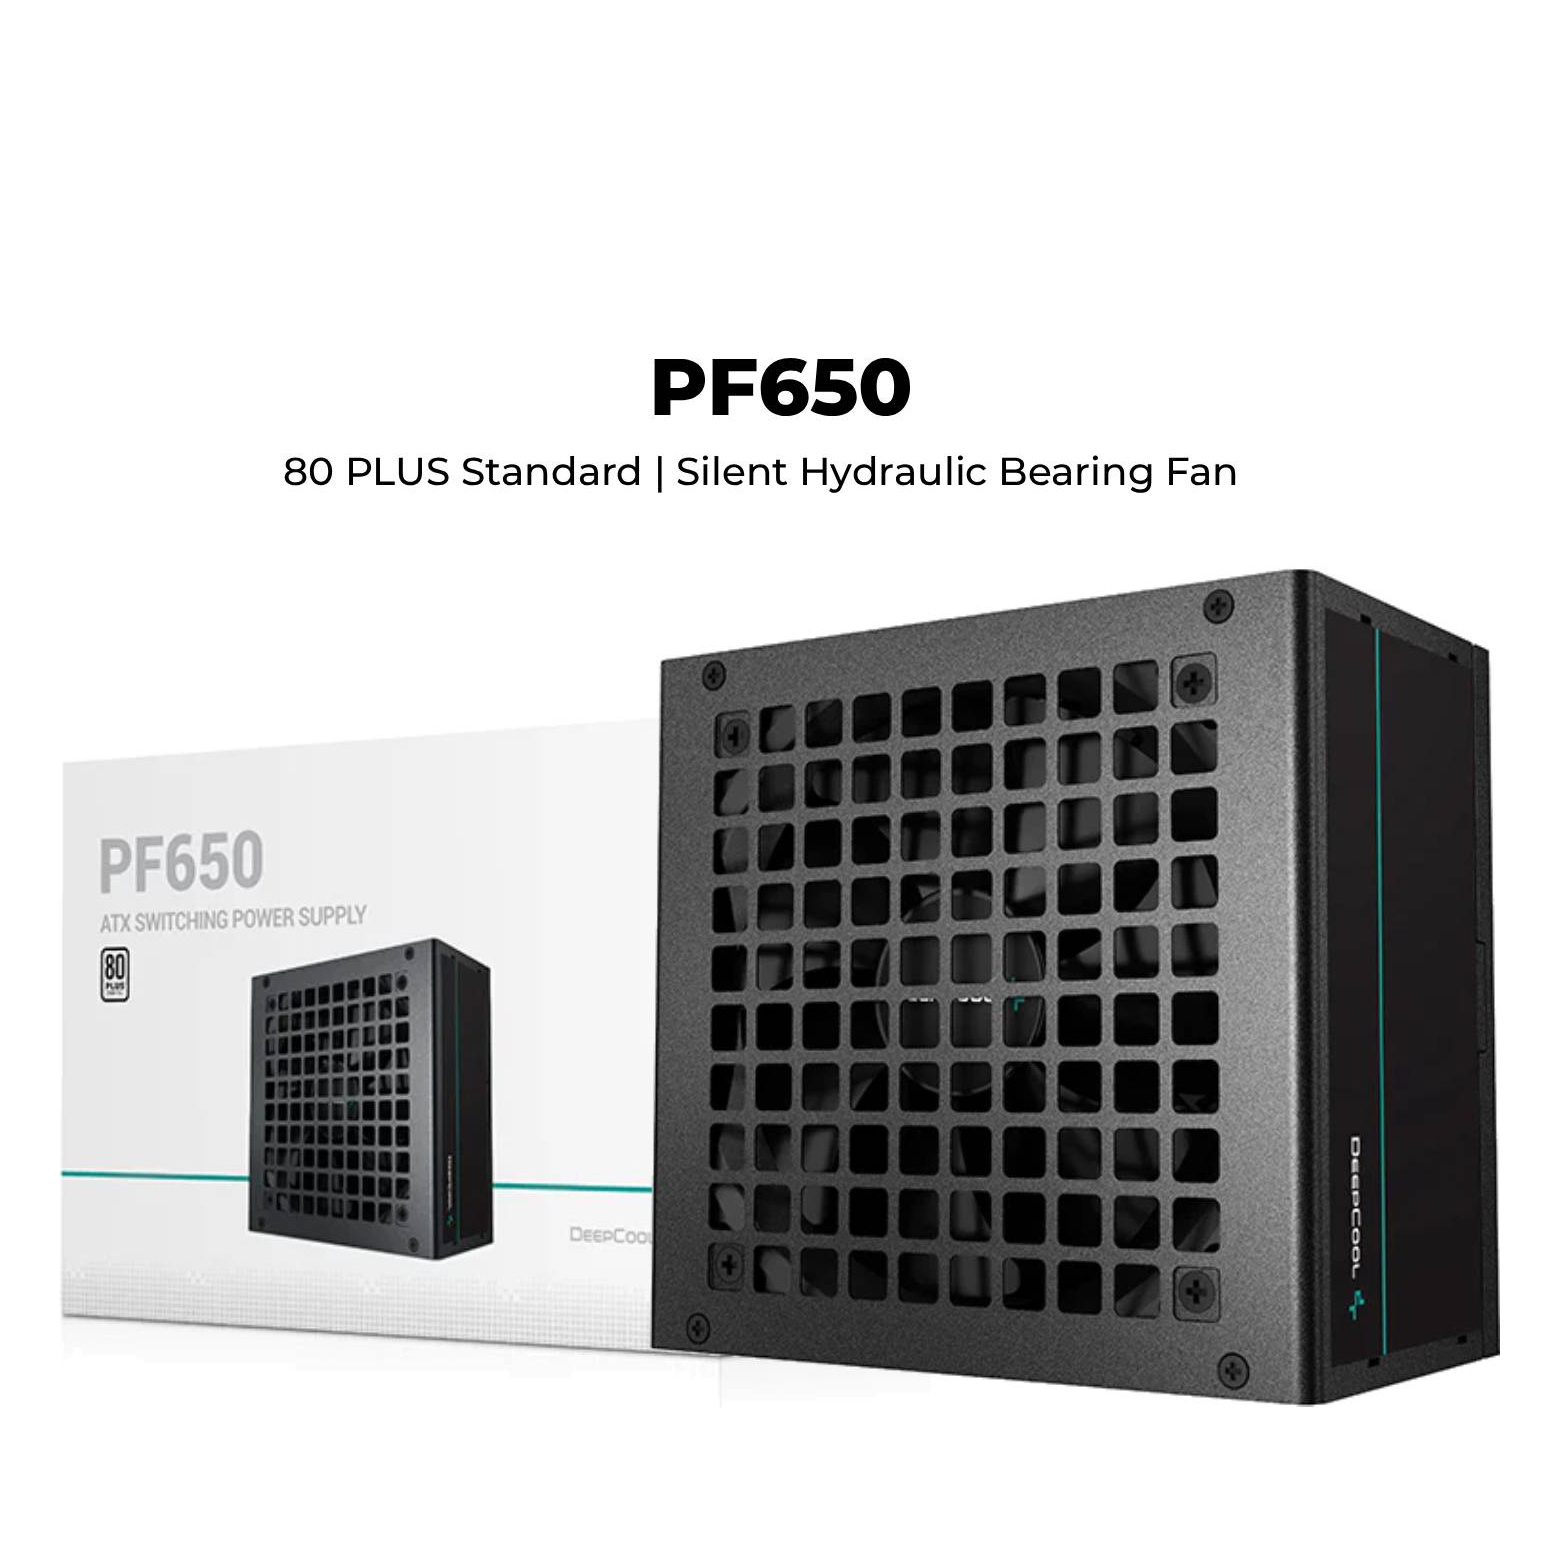 PF650
80 PLUS Standard | Silent Hydraulic Bearing Fan
PF650
ATX SWITCHING POWER SUPPLY
80
PLUS
DEEPCOOL
DEEPCOOL